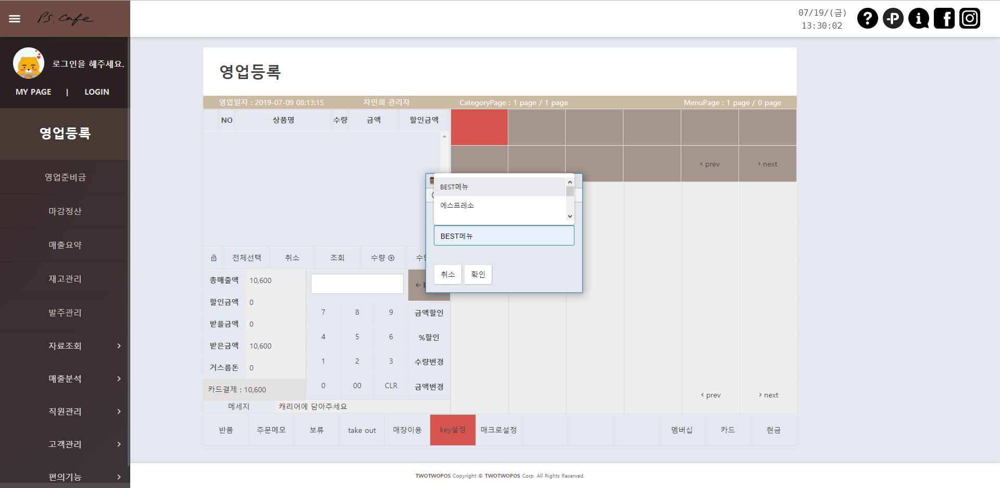 P.S. Cafe
07/19/(금)
13:30:02
로그인을 해주세요.
MY PAGE | LOGIN
영업등록
영업준비금
마감정산
매출요약
재고관리
발주관리
자료조회
매출분석
직원관리
고객관리
편의기능
영업등록
영업일자 : 2019-07-09 08:13:15 차민희 관리자 CategoryPage : 1 page / 1 page MenuPage : 1 page / 0 page
NO 상품명 수량 금액 할인금액
prev next
BEST메뉴
에스프레소
BEST메뉴
취소 확인
전체선택 취소 조회 수량
총매출액 10,600
할인금액 0
받을금액 0
받은금액 10,600
거스름돈 0
카드결제 : 10,600
7 8 9 금액할인
4 5 6 %할인
1 2 3 수량변경
0 00 CLR 금액변경
메세지 캐리어에 담아주세요
prev next
반품 주문메모 보류 take out 매장이용 key설정 매크로설정 멤버십 카드 현금
TWOTWOPOS Copyright © TWOTWOPOS Corp. All Rights Reserved.